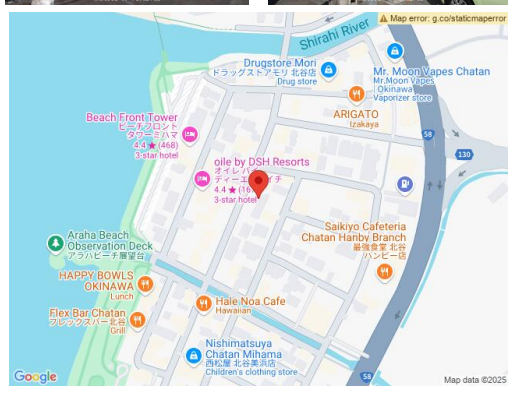 Map error: g.co/staticmaperror
Shirahi River
Drugstore Mori
ドラッグストアモリ 北谷店
Drug store
Mr. Moon Vapes Chatan
Mr.Moon Vapes
Okinawa
Vaporizer store
ARIGATO
Izakaya
Beach Front Tower
ビーチフロント
タワーミハマ
4.4 ★ (468)
3-star hotel
58
130
oile by DSH Resorts
オイレ バイ
ディーエ
イチ
4.4 ★ (16
3-star hotel
Saikiyo Cafeteria
Chatan Hanby Branch
最強食堂 北谷
ハンビー店
Araha Beach
Observation Deck
アラハビーチ展望台
HAPPY BOWLS
OKINAWA
Lunch
Hale Noa Cafe
Hawaiian
Flex Bar Chatan
フレックスバー北谷
Grill
Nishimatsuya
Chatan Mihama
西松屋 北谷美浜店
Children's clothing store
58
Google
Map data ©2025